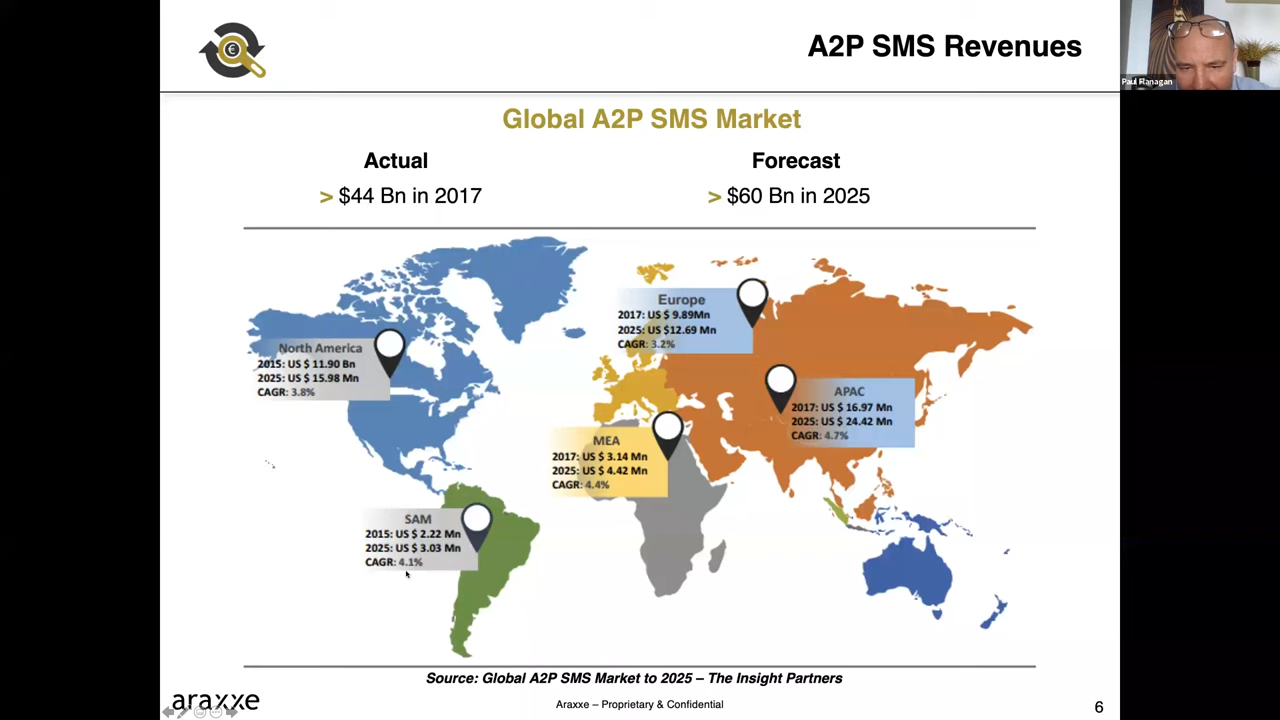 A2P SMS Revenues
Paul Flanagan
Global A2P SMS Market
Actual
> $44 Bn in 2017
Forecast
> $60 Bn in 2025
Europe
2017: US $ 9.89Mn
2025: US $12.69 Mn
CAGR: 3.2%
North America
2015: US $ 11.90 Bn
2025: US $ 15.98 Mn
CAGR: 3.8%
APAC
2017: US $ 16.97 Mn
2025: US $ 24.42 Mn
CAGR: 4.7%
MEA
2017: US $ 3.14 Mn
2025: US $ 4.42 Mn
CAGR: 4.4%
SAM
2015: US $ 2.22 Mn
2025: US $ 3.03 Mn
CAGR: 4.1%
Source: Global A2P SMS Market to 2025 – The Insight Partners
araxxe
Araxxe – Proprietary & Confidential
6